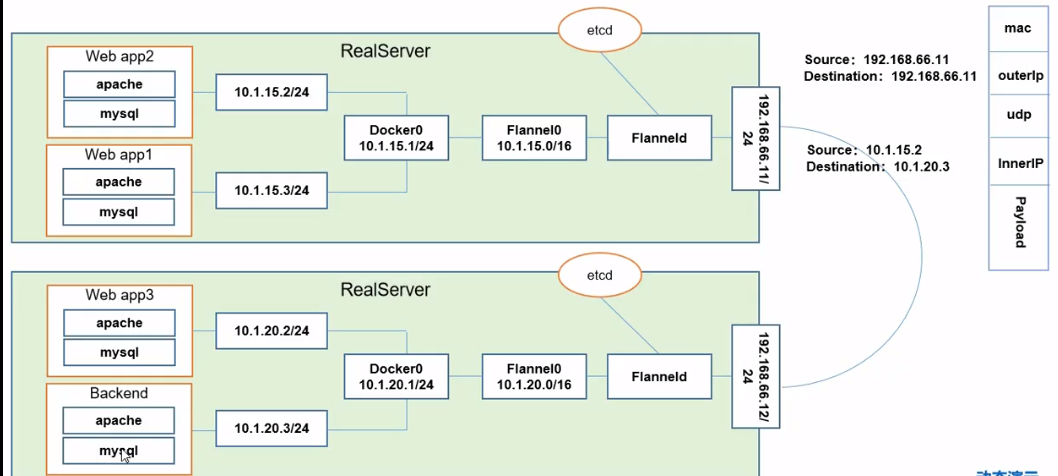 etcd
RealServer
Web app2
apache
mysql
10.1.15.2/24
Web app1
apache
mysql
10.1.15.3/24
Docker0
10.1.15.1/24
Flannel0
10.1.15.0/16
Flanneld
192.168.66.11/
24
Source：192.168.66.11
Destination：192.168.66.11
Source：10.1.15.2
Destination：10.1.20.3
mac
outerIp
udp
InnerIP
Payload
etcd
RealServer
Web app3
apache
mysql
10.1.20.2/24
Backend
apache
mysql
10.1.20.3/24
Docker0
10.1.20.1/24
Flannel0
10.1.20.0/16
Flanneld
192.168.66.12/
24